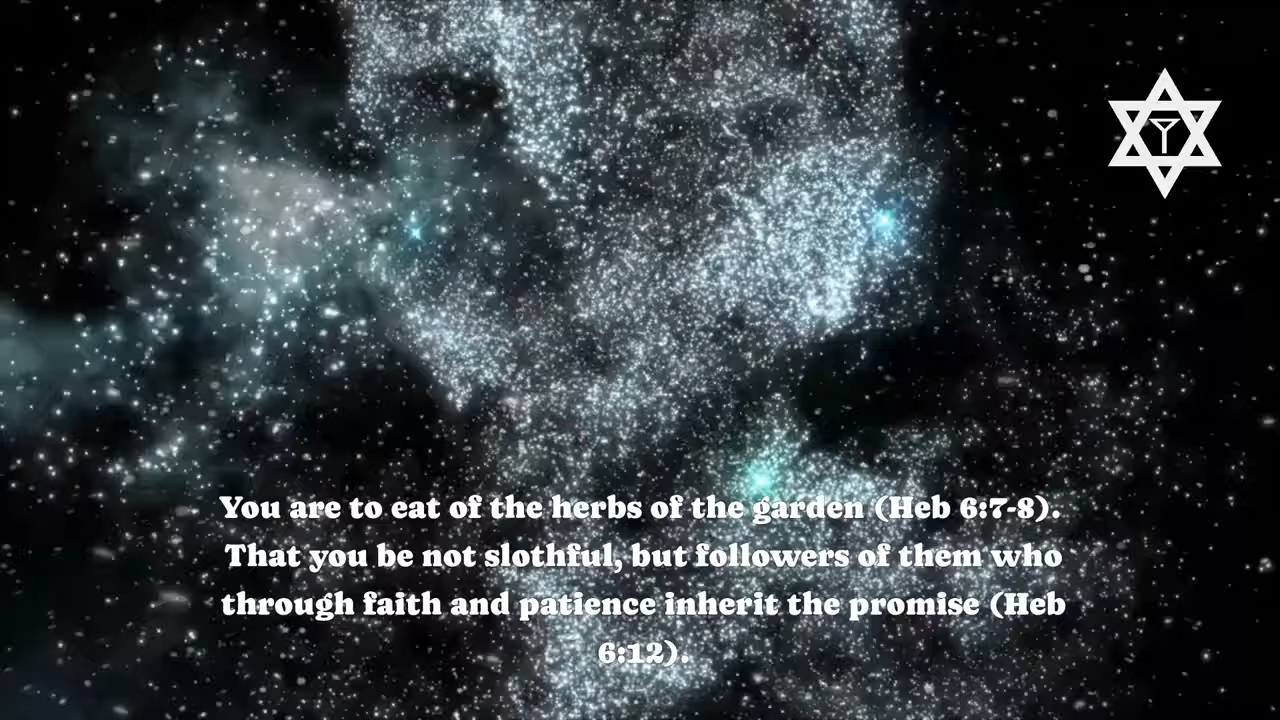 You are to eat of the herbs of the garden (Heb 6:7-8).
That you be not slothful, but followers of them who
through faith and patience inherit the promise (Heb
6:12).